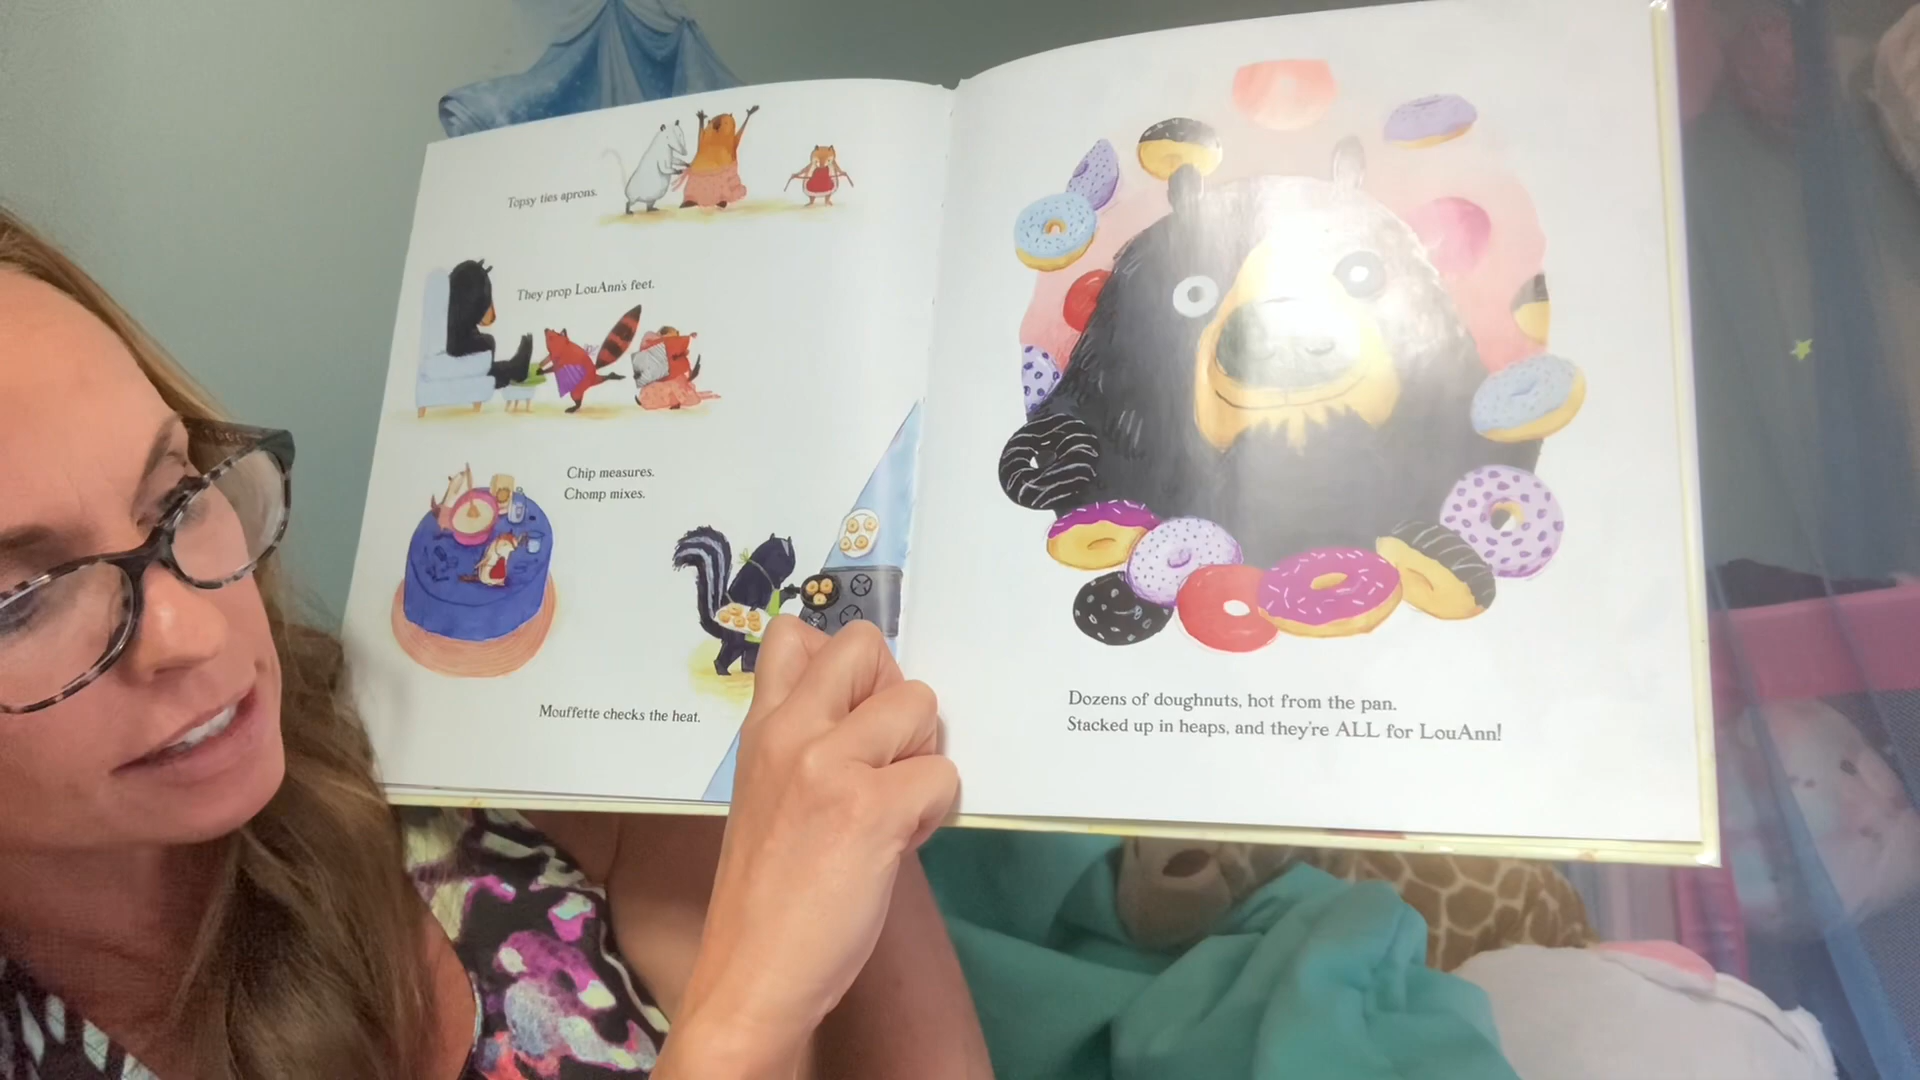 Topsy ties aprons.
They prop LouAnn's feet.
Chip measures.
Chomp mixes.
Mouffette checks the heat.
Dozens of doughnuts, hot from the pan.
Stacked up in heaps, and they're ALL for LouAnn!